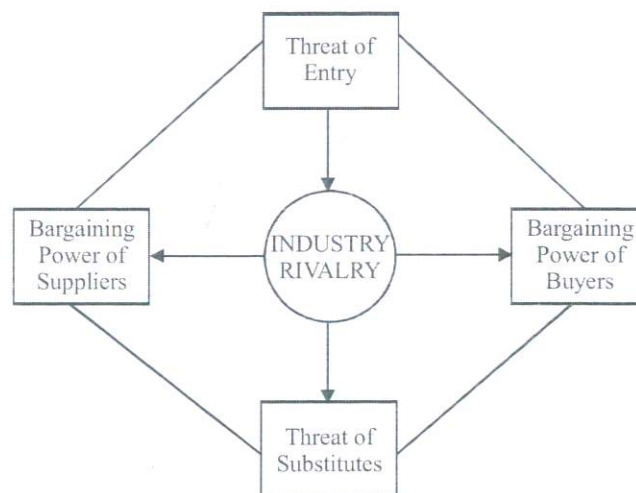 Threat of
Entry
Bargaining
Power of
Suppliers
INDUSTRY
RIVALRY
Bargaining
Power of
Buyers
Threat of
Substitutes